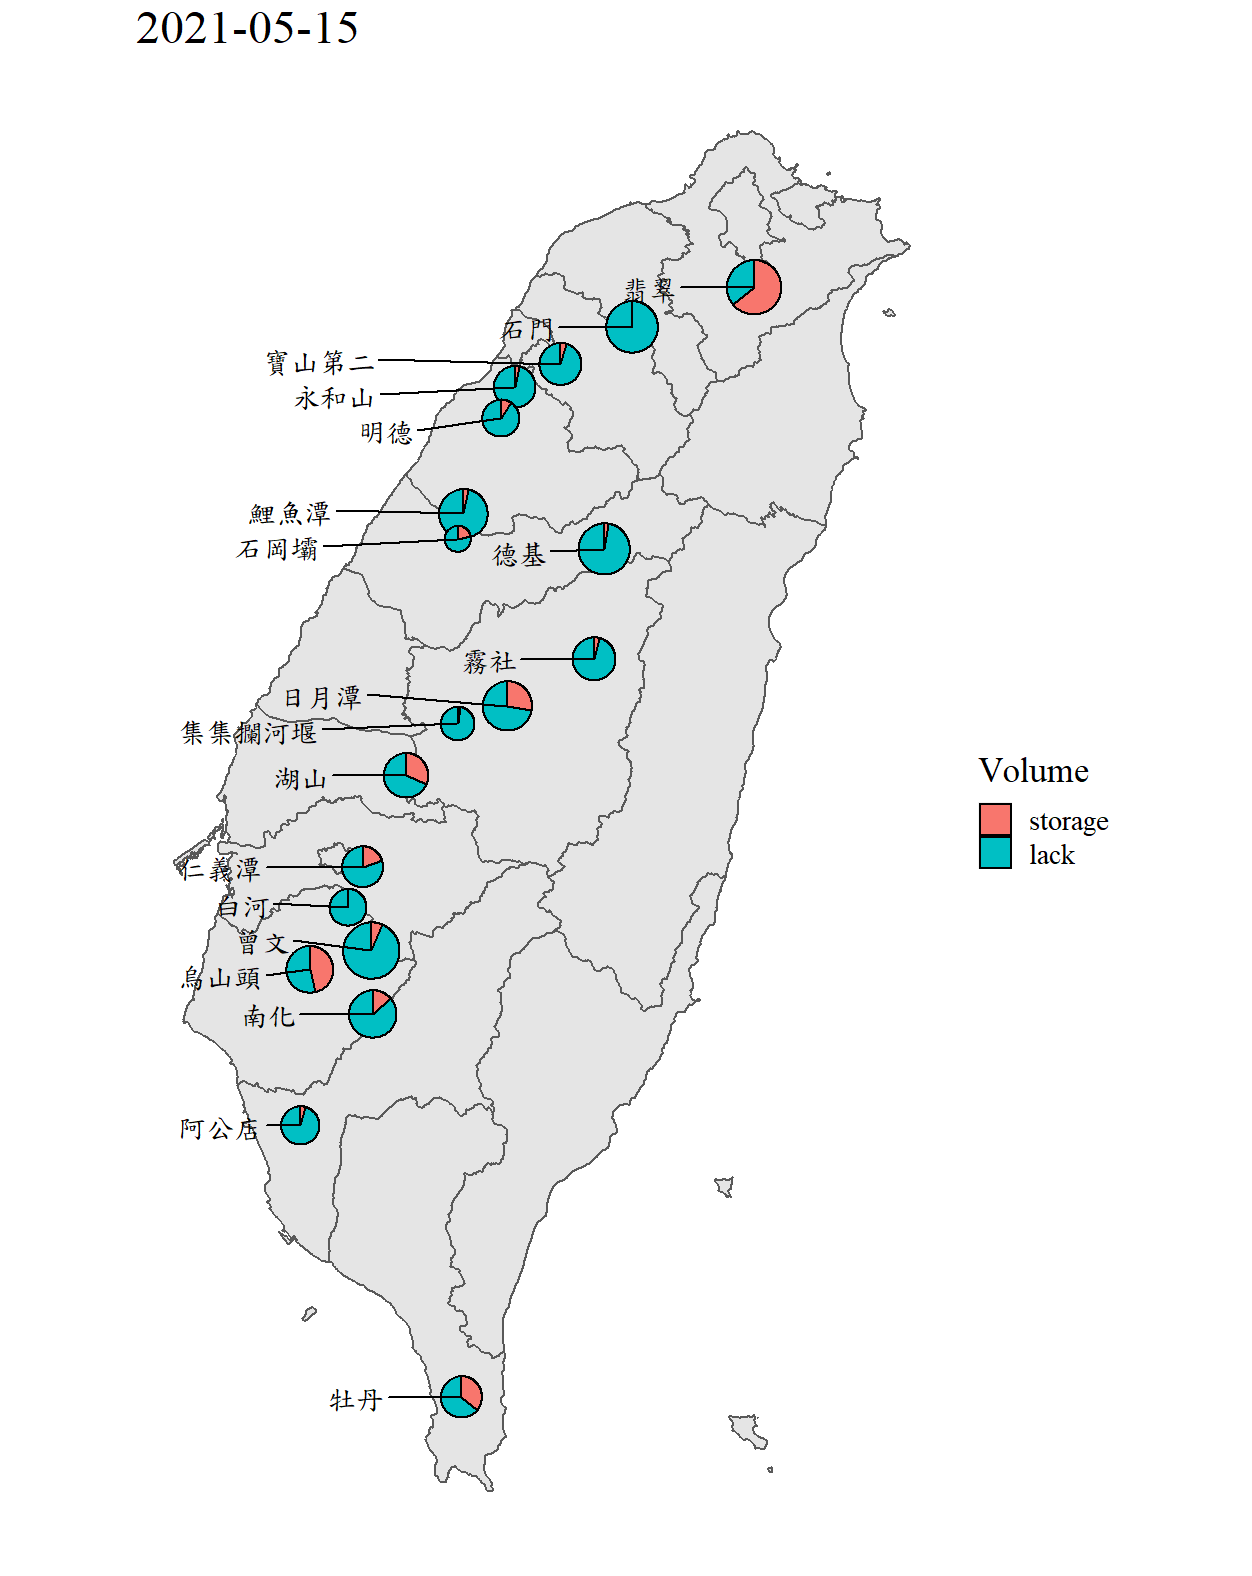 2021-05-15
翡翠
石門
寶山第二
永和山
明德
鯉魚潭
石岡壩
德基
霧社
日月潭
集集攔河堰
湖山
Volume
storage
lack
仁義潭
白河
曾文
烏山頭
南化
阿公店
牡丹